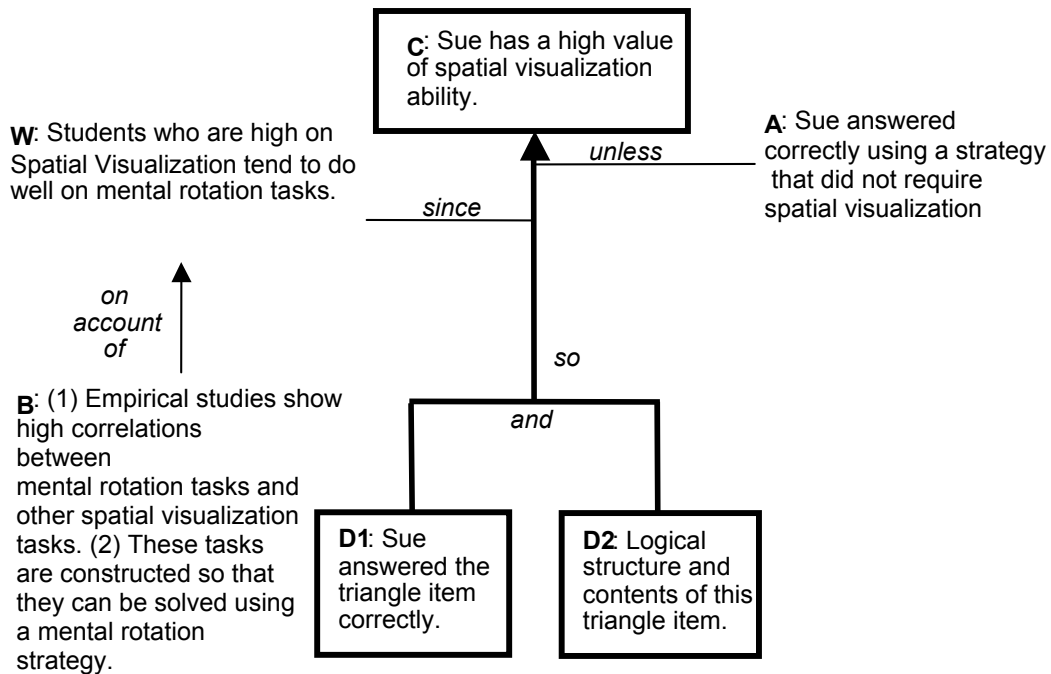 C: Sue has a high value
of spatial visualization
ability.
W: Students who are high on
Spatial Visualization tend to do
well on mental rotation tasks.
unless
A: Sue answered
correctly using a strategy
that did not require
spatial visualization
since
on
account
of
so
B: (1) Empirical studies show
high correlations
between
mental rotation tasks and
other spatial visualization
tasks. (2) These tasks
are constructed so that
they can be solved using
a mental rotation
strategy.
and
D1: Sue
answered the
triangle item
correctly.
D2: Logical
structure and
contents of this
triangle item.